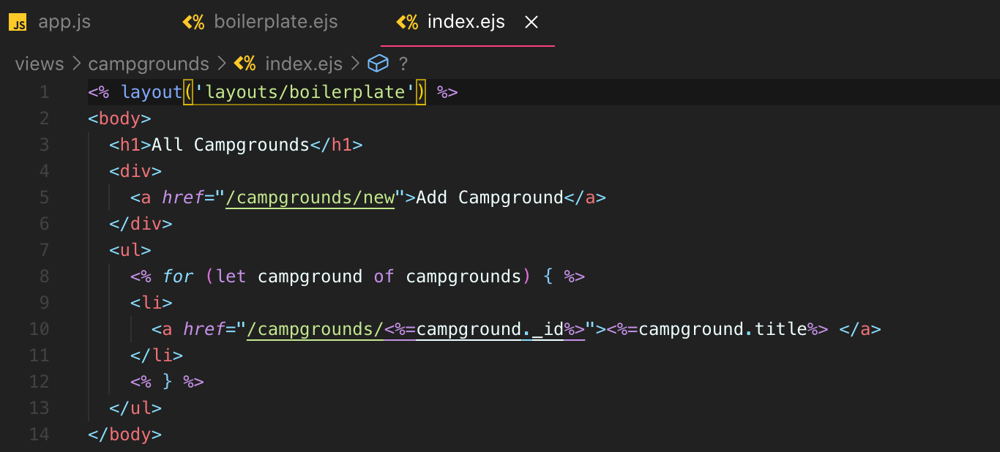 JS app.js <% boilerplate.ejs <% index.ejs ×
views > campgrounds > <% index.ejs > ?
1 <% layout('layouts/boilerplate') %>
2 <body>
3   <h1>All Campgrounds</h1>
4   <div>
5     <a href="/campgrounds/new">Add Campground</a>
6   </div>
7   <ul>
8     <% for (let campground of campgrounds) { %>
9     <li>
10       <a href="/campgrounds/<%=campground._id%>"><%=campground.title%> </a>
11     </li>
12     <% } %>
13   </ul>
14 </body>